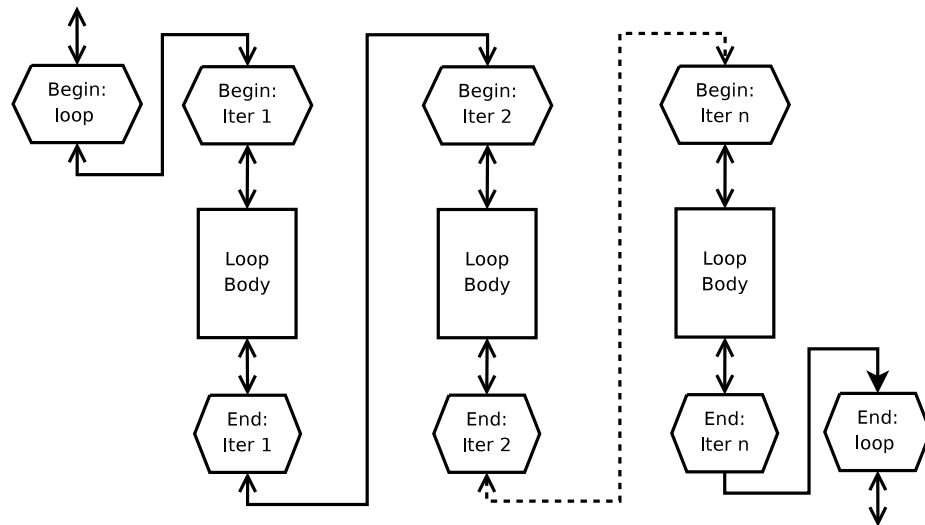 Begin:
loop
Begin:
Iter 1
Begin:
Iter 2
Begin:
Iter n
Loop
Body
Loop
Body
Loop
Body
End:
Iter 1
End:
Iter 2
End:
Iter n
End:
loop